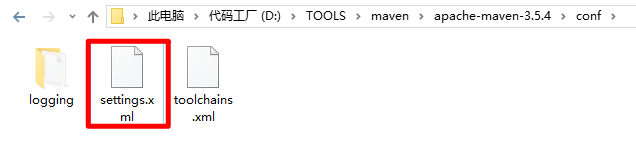 此电脑 > 代码工厂 (D:) > TOOLS > maven > apache-maven-3.5.4 > conf >
logging
settings.x
ml
toolchains
.xml